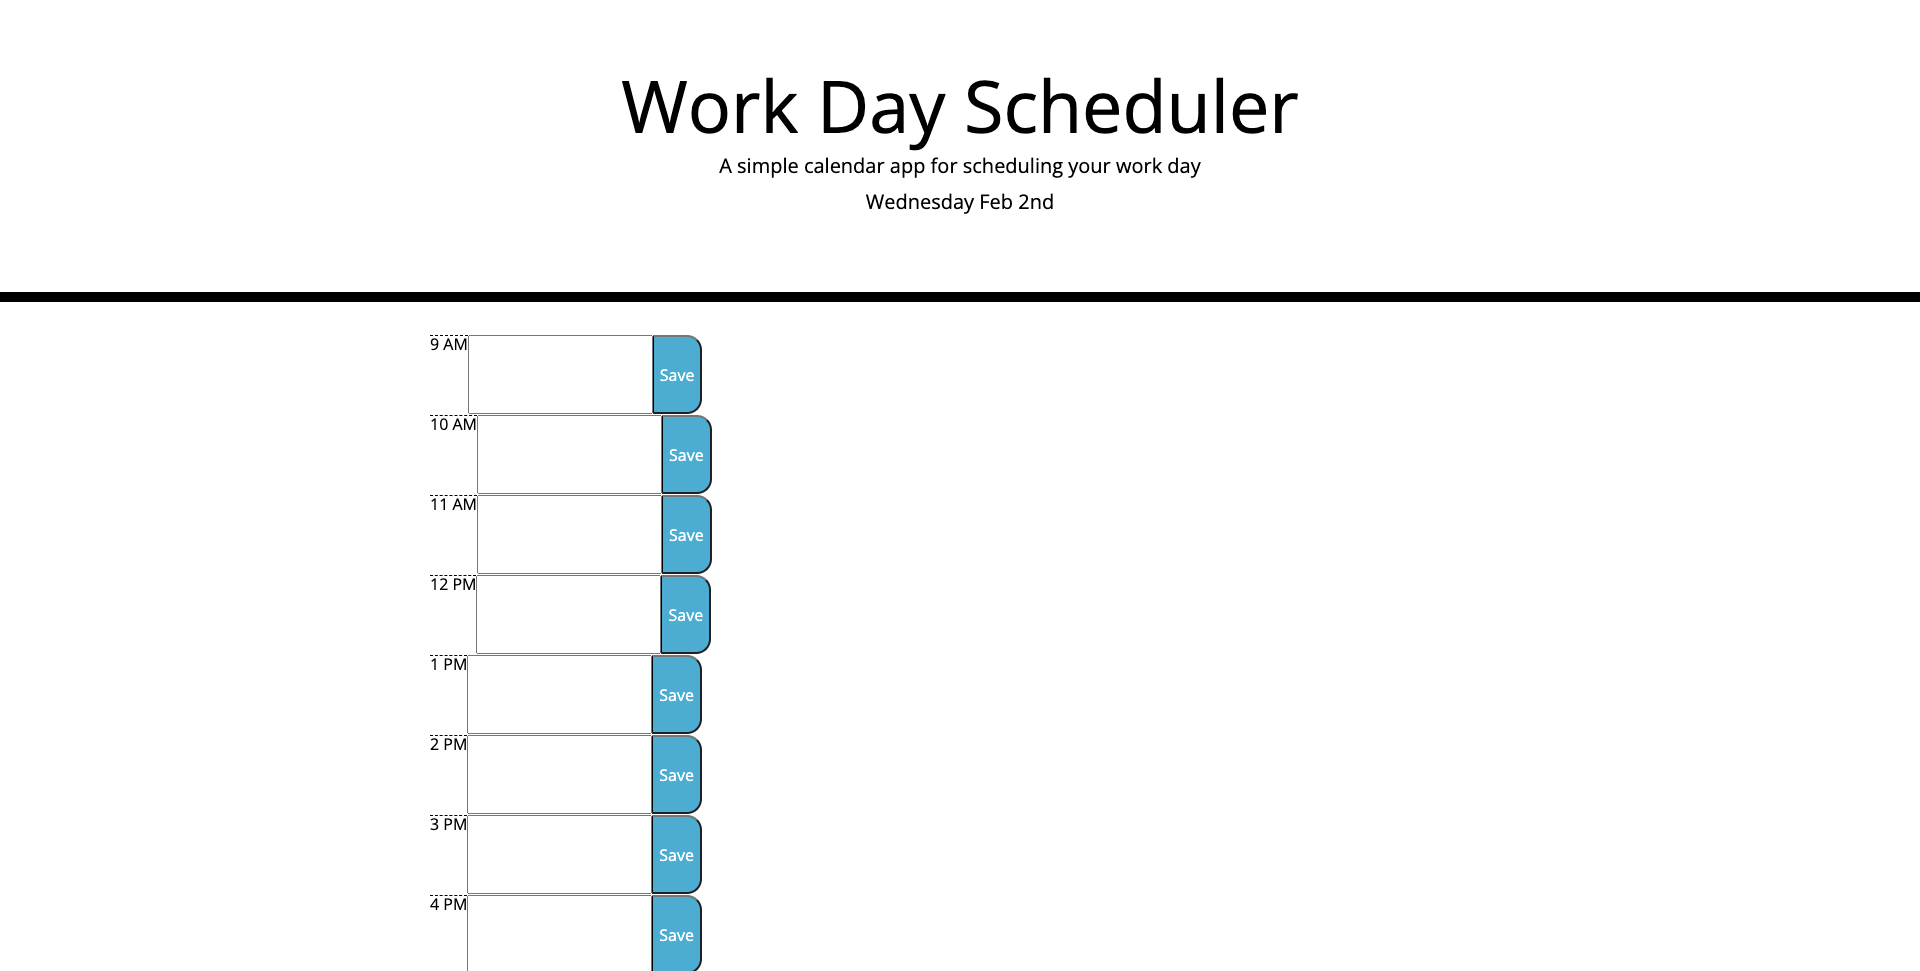 Work Day Scheduler
A simple calendar app for scheduling your work day
Wednesday Feb 2nd
9 AM Save
10 AM Save
11 AM Save
12 PM Save
1 PM Save
2 PM Save
3 PM Save
4 PM Save